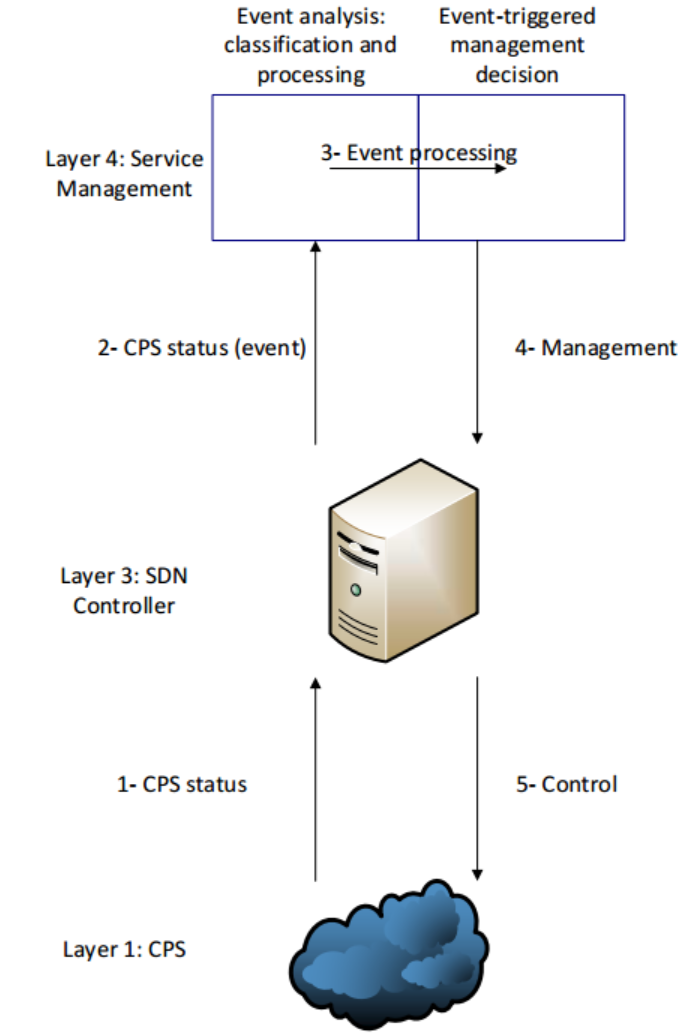 Event analysis:
classification and
processing
Event-triggered
management
decision
Layer 4: Service
Management
3- Event processing
2- CPS status (event)
4- Management
Layer 3: SDN
Controller
1- CPS status
5- Control
Layer 1: CPS